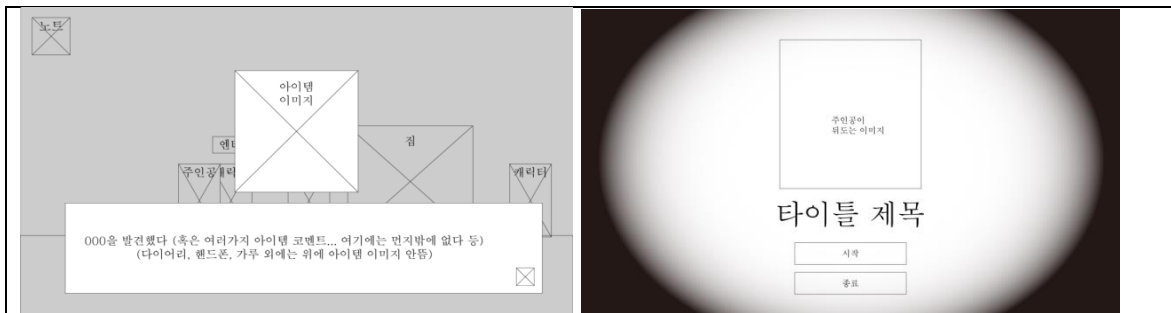 노트
아이템
이미지
집
주인공
캐릭터
000을 발견했다 (혹은 여러가지 아이템 코멘트... 여기에는 먼지밖에 없다 등)
(다이어리, 핸드폰, 가루 외에는 위에 아이템 이미지 안뜸)
주인공이
뒤도는 이미지
타이틀 제목
시작
종료